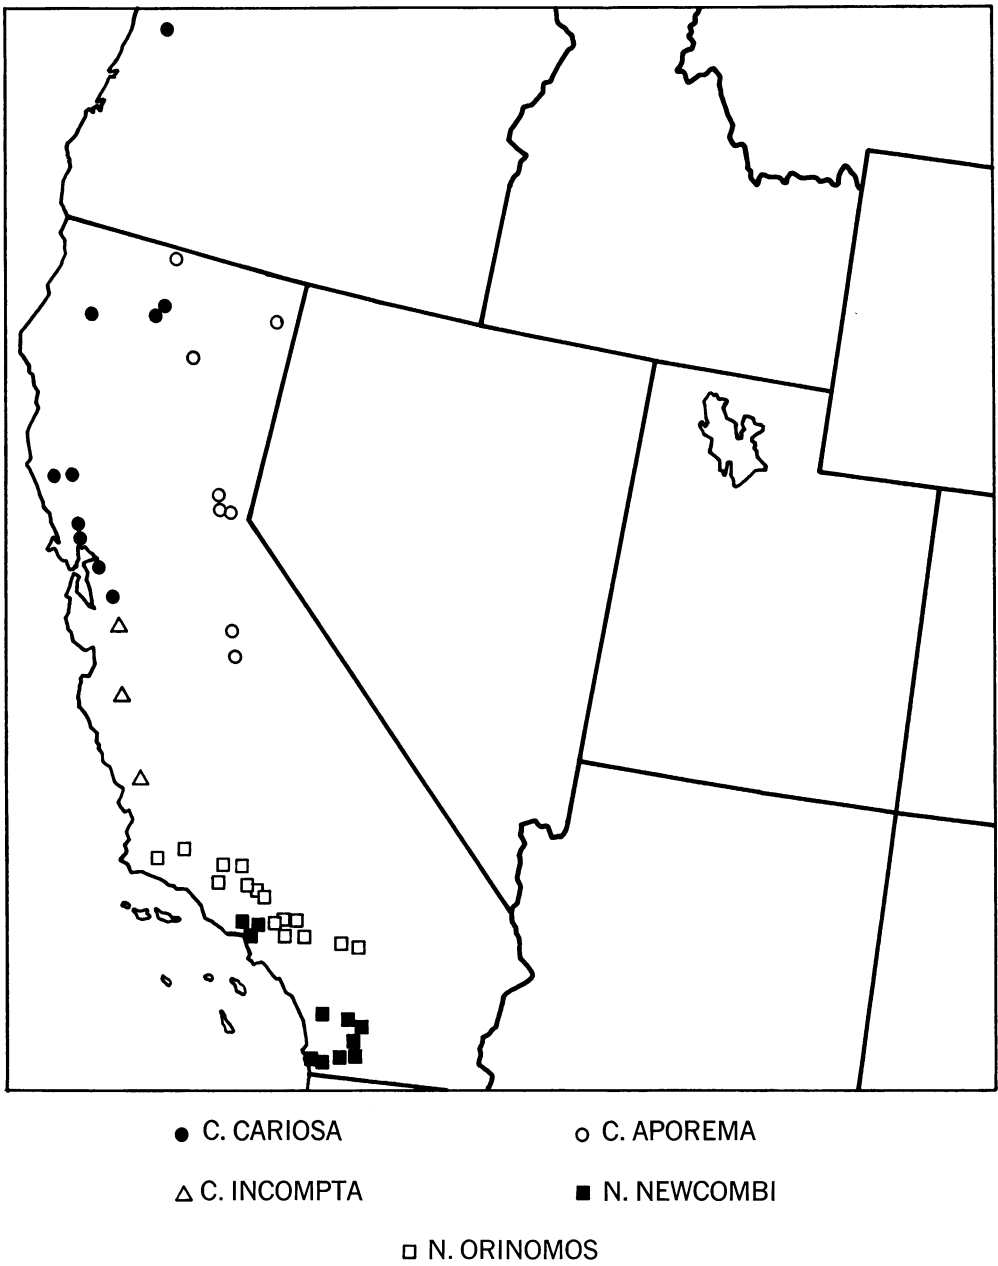 C. CARIOSA
C. APOREMA
C. INCOMPTA
N. NEWCOMBI
N. ORINOMOS